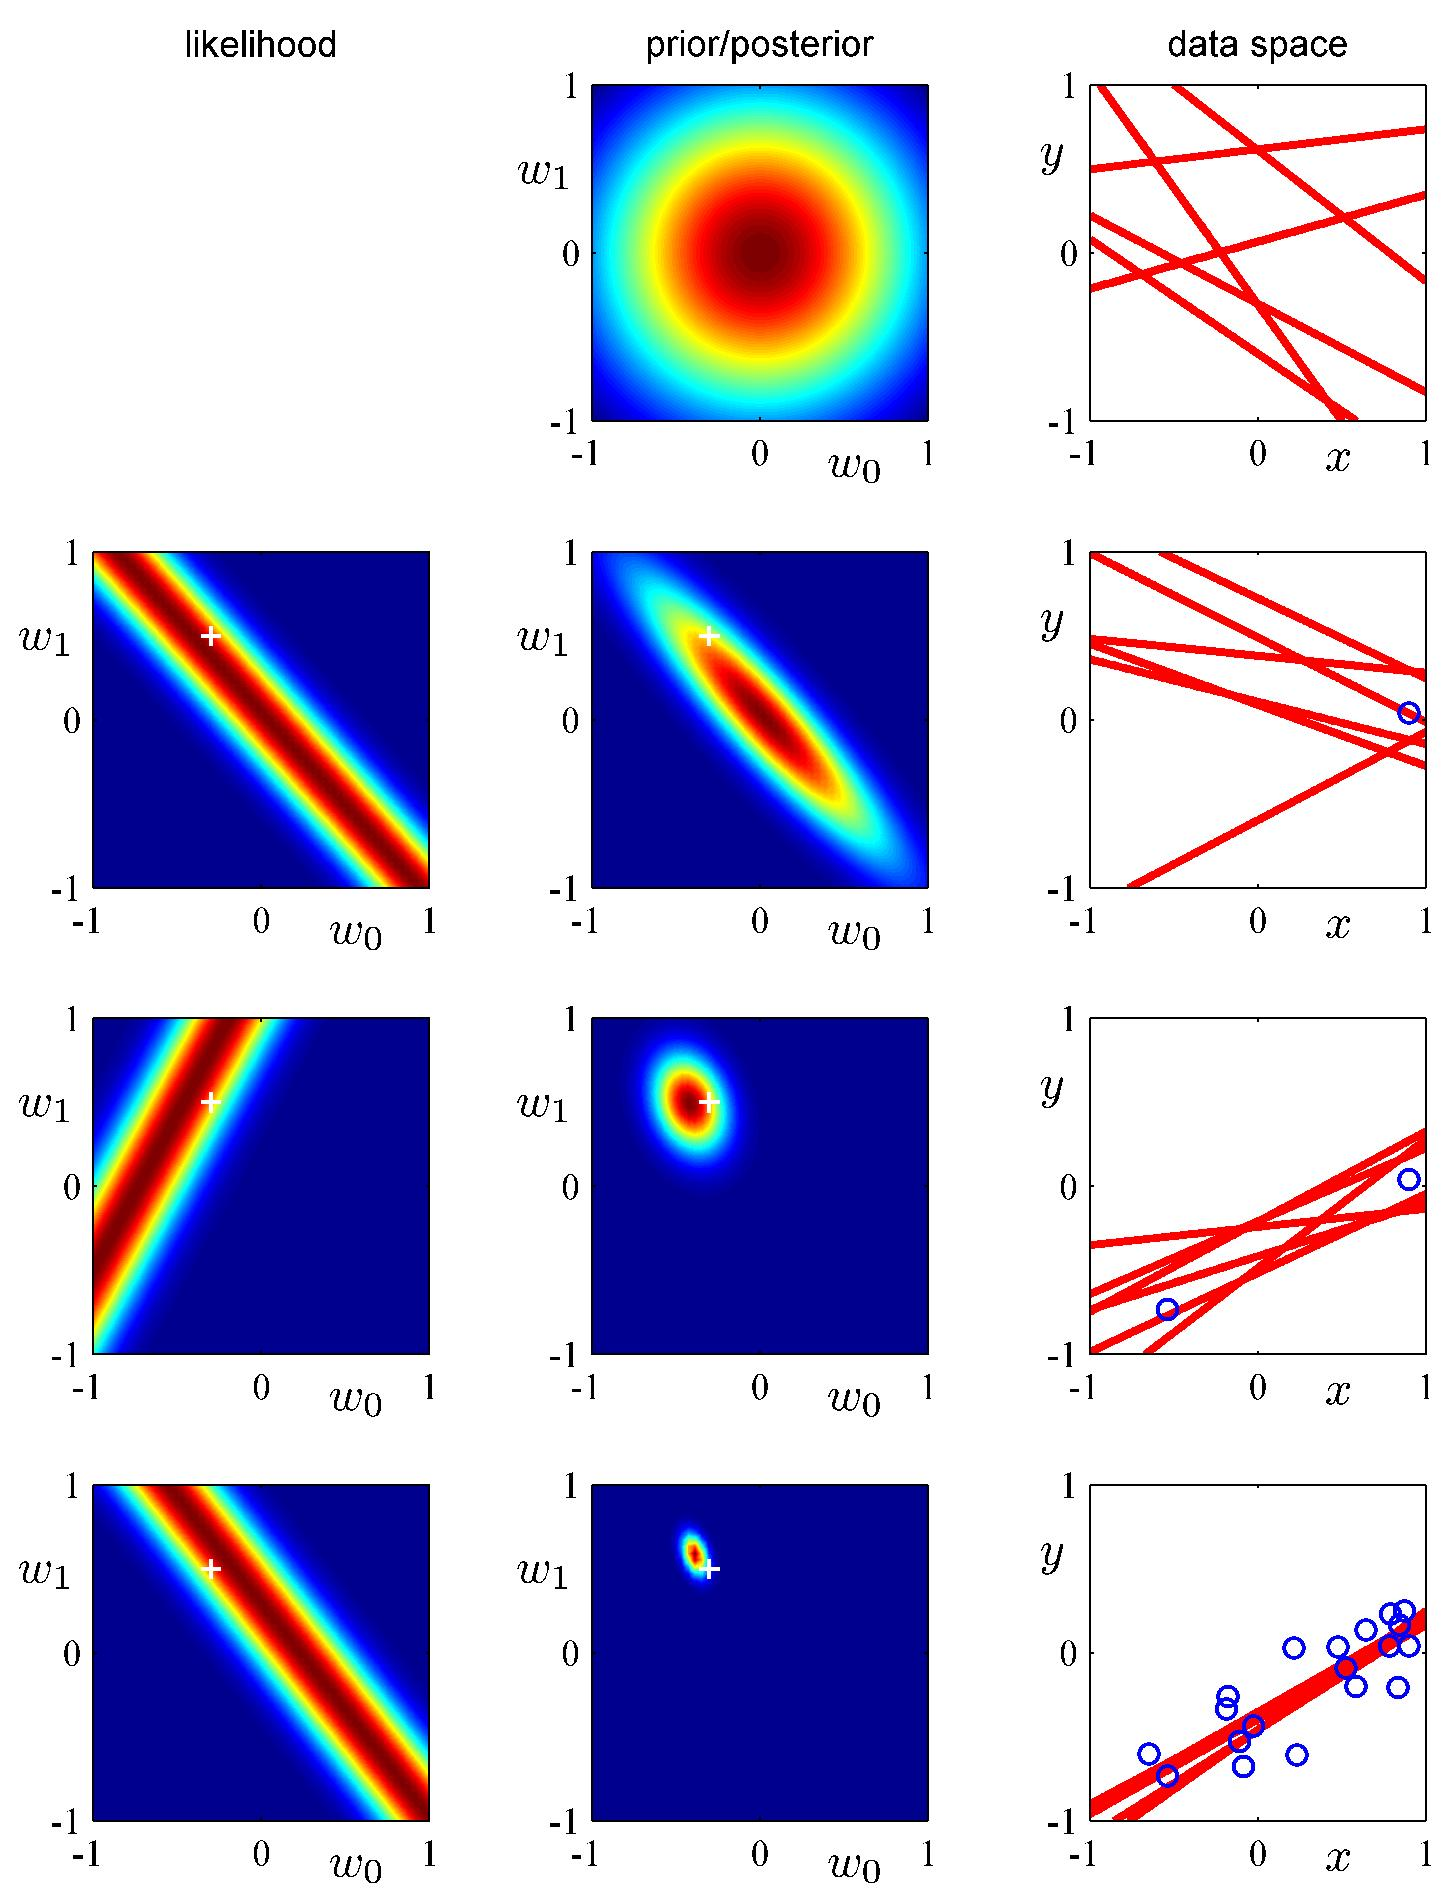 likelihood prior/posterior data space
1 1
w1 y
0 0
-1 -1
-1 0 w0 1 -1 0 x 1
1 1 1
w1 w1 y
0 0 0
-1 -1 -1
-1 0 w0 1 -1 0 w0 1 -1 0 x 1
1 1 1
w1 w1 y
0 0 0
-1 -1 -1
-1 0 w0 1 -1 0 w0 1 -1 0 x 1
1 1 1
w1 w1 y
0 0 0
-1 -1 -1
-1 0 w0 1 -1 0 w0 1 -1 0 x 1